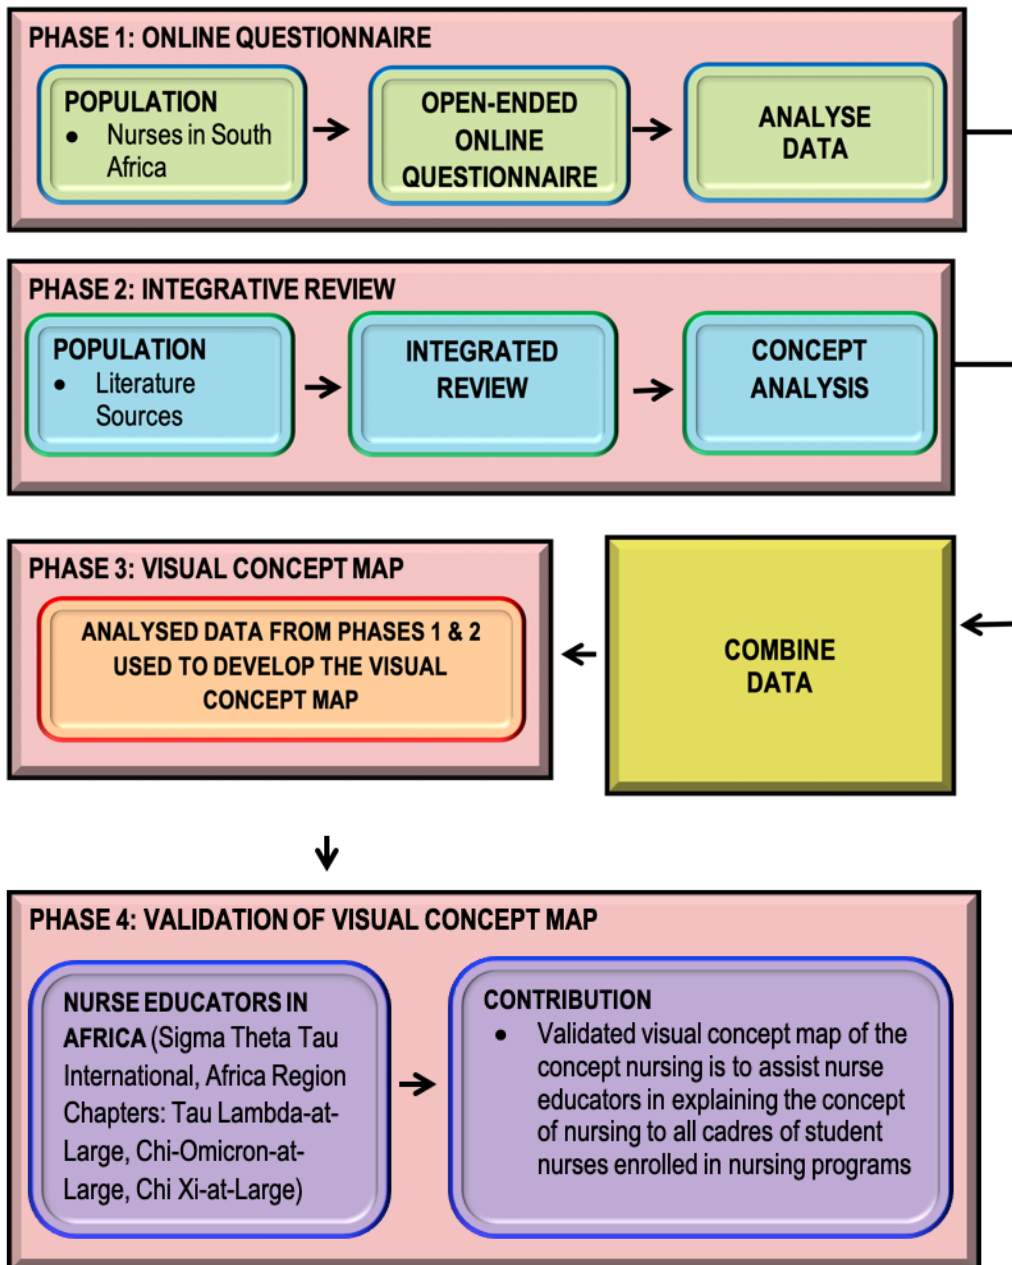 PHASE 1: ONLINE QUESTIONNAIRE
POPULATION
• Nurses in South
Africa
OPEN-ENDED
ONLINE
QUESTIONNAIRE
ANALYSE
DATA
PHASE 2: INTEGRATIVE REVIEW
POPULATION
• Literature
Sources
INTEGRATED
REVIEW
CONCEPT
ANALYSIS
PHASE 3: VISUAL CONCEPT MAP
ANALYSED DATA FROM PHASES 1 & 2
USED TO DEVELOP THE VISUAL
CONCEPT MAP
COMBINE
DATA
PHASE 4: VALIDATION OF VISUAL CONCEPT MAP
NURSE EDUCATORS IN
AFRICA (Sigma Theta Tau
International, Africa Region
Chapters: Tau Lambda-at-
Large, Chi-Omicron-at-
Large, Chi Xi-at-Large)
CONTRIBUTION
• Validated visual concept map of the
concept nursing is to assist nurse
educators in explaining the concept
of nursing to all cadres of student
nurses enrolled in nursing programs